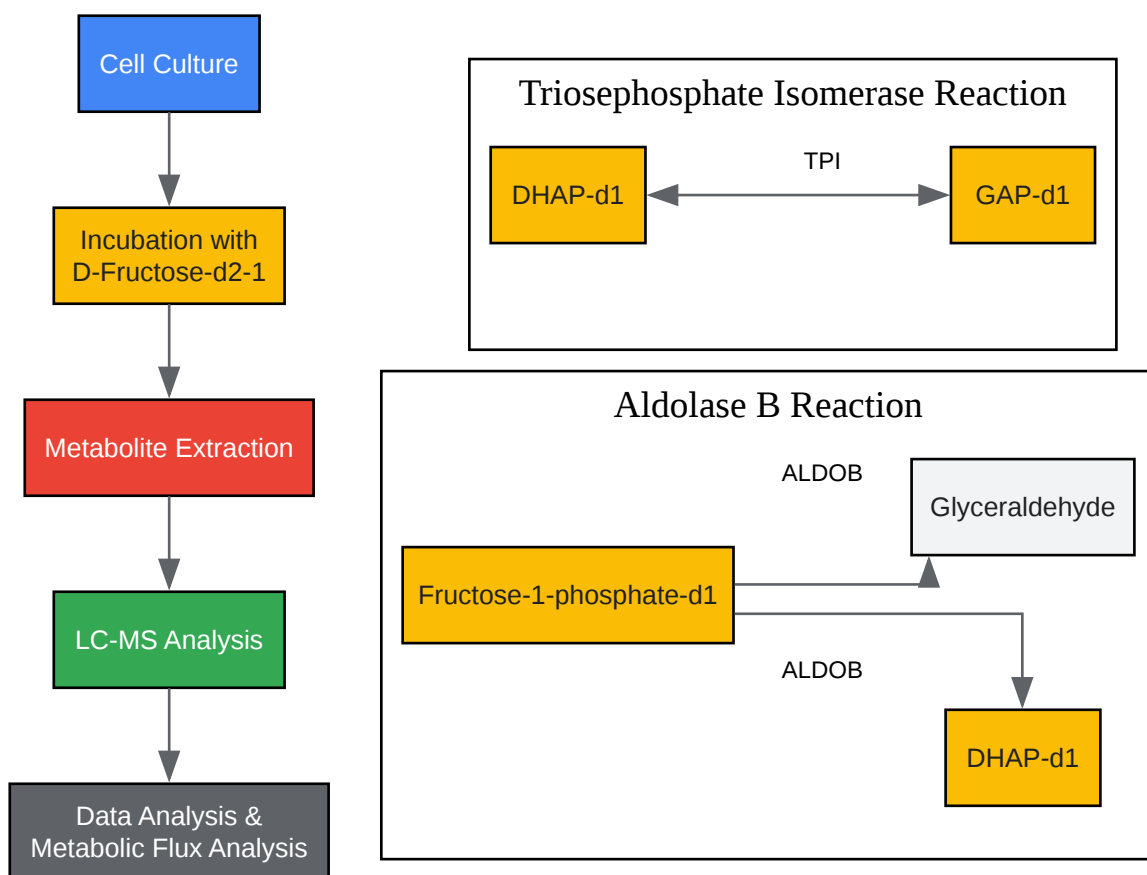 Cell Culture
Incubation with
D-Fructose-d2-1
Metabolite Extraction
LC-MS Analysis
Data Analysis &
Metabolic Flux Analysis
Triosephosphate Isomerase Reaction
DHAP-d1
TPI
GAP-d1
Aldolase B Reaction
ALDOB
Glyceraldehyde
Fructose-1-phosphate-d1
ALDOB
DHAP-d1